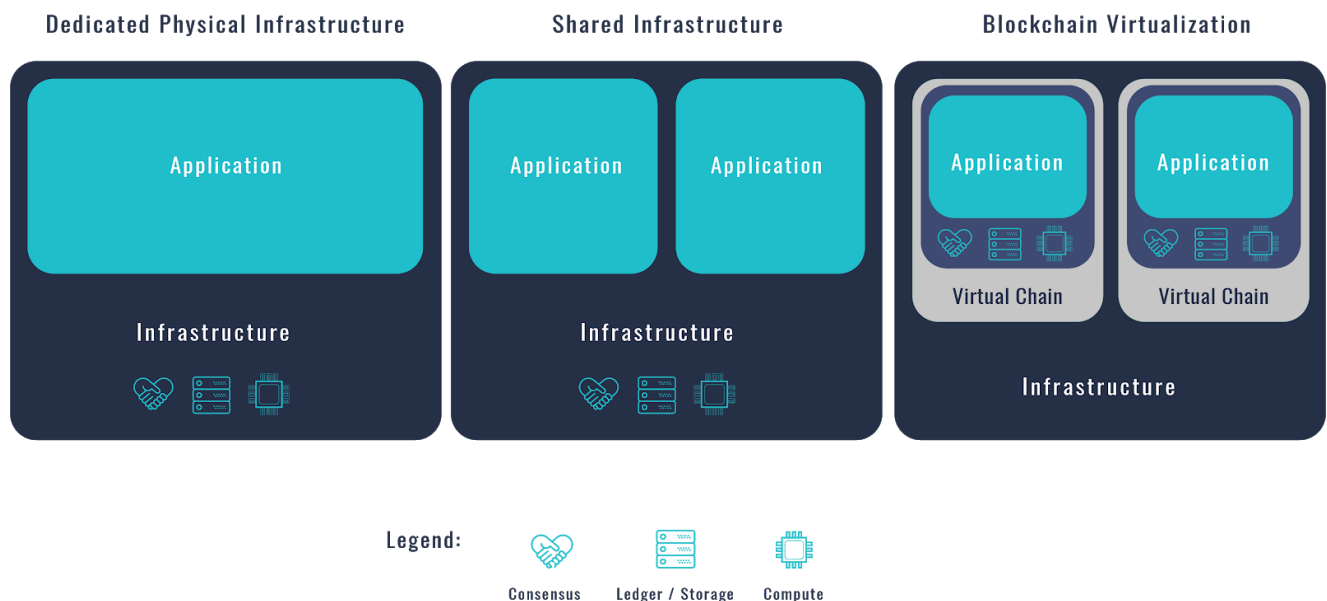 Dedicated Physical Infrastructure
Shared Infrastructure
Blockchain Virtualization
Application
Infrastructure
Application
Application
Infrastructure
Application
Application
Virtual Chain
Virtual Chain
Infrastructure
Legend:
Consensus
Ledger / Storage
Compute